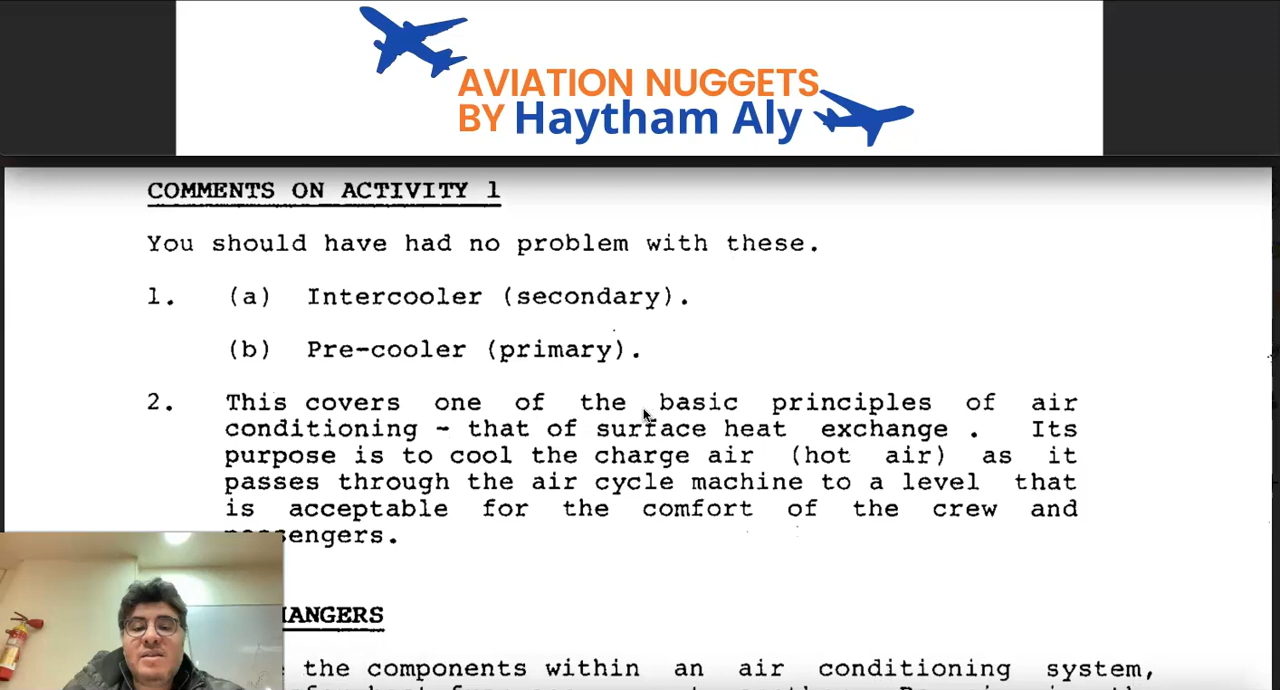 AVIATION NUGGETS
BY Haytham Aly
COMMENTS ON ACTIVITY 1
You should have had no problem with these.
1. (a) Intercooler (secondary).
(b) Pre-cooler (primary).
2. This covers one of the basic principles of air
conditioning - that of surface heat exchange . Its
purpose is to cool the charge air (hot air) as it
passes through the air cycle machine to a level that
is acceptable for the comfort of the crew and
passengers.
HANGERS
the components within an air conditioning system,